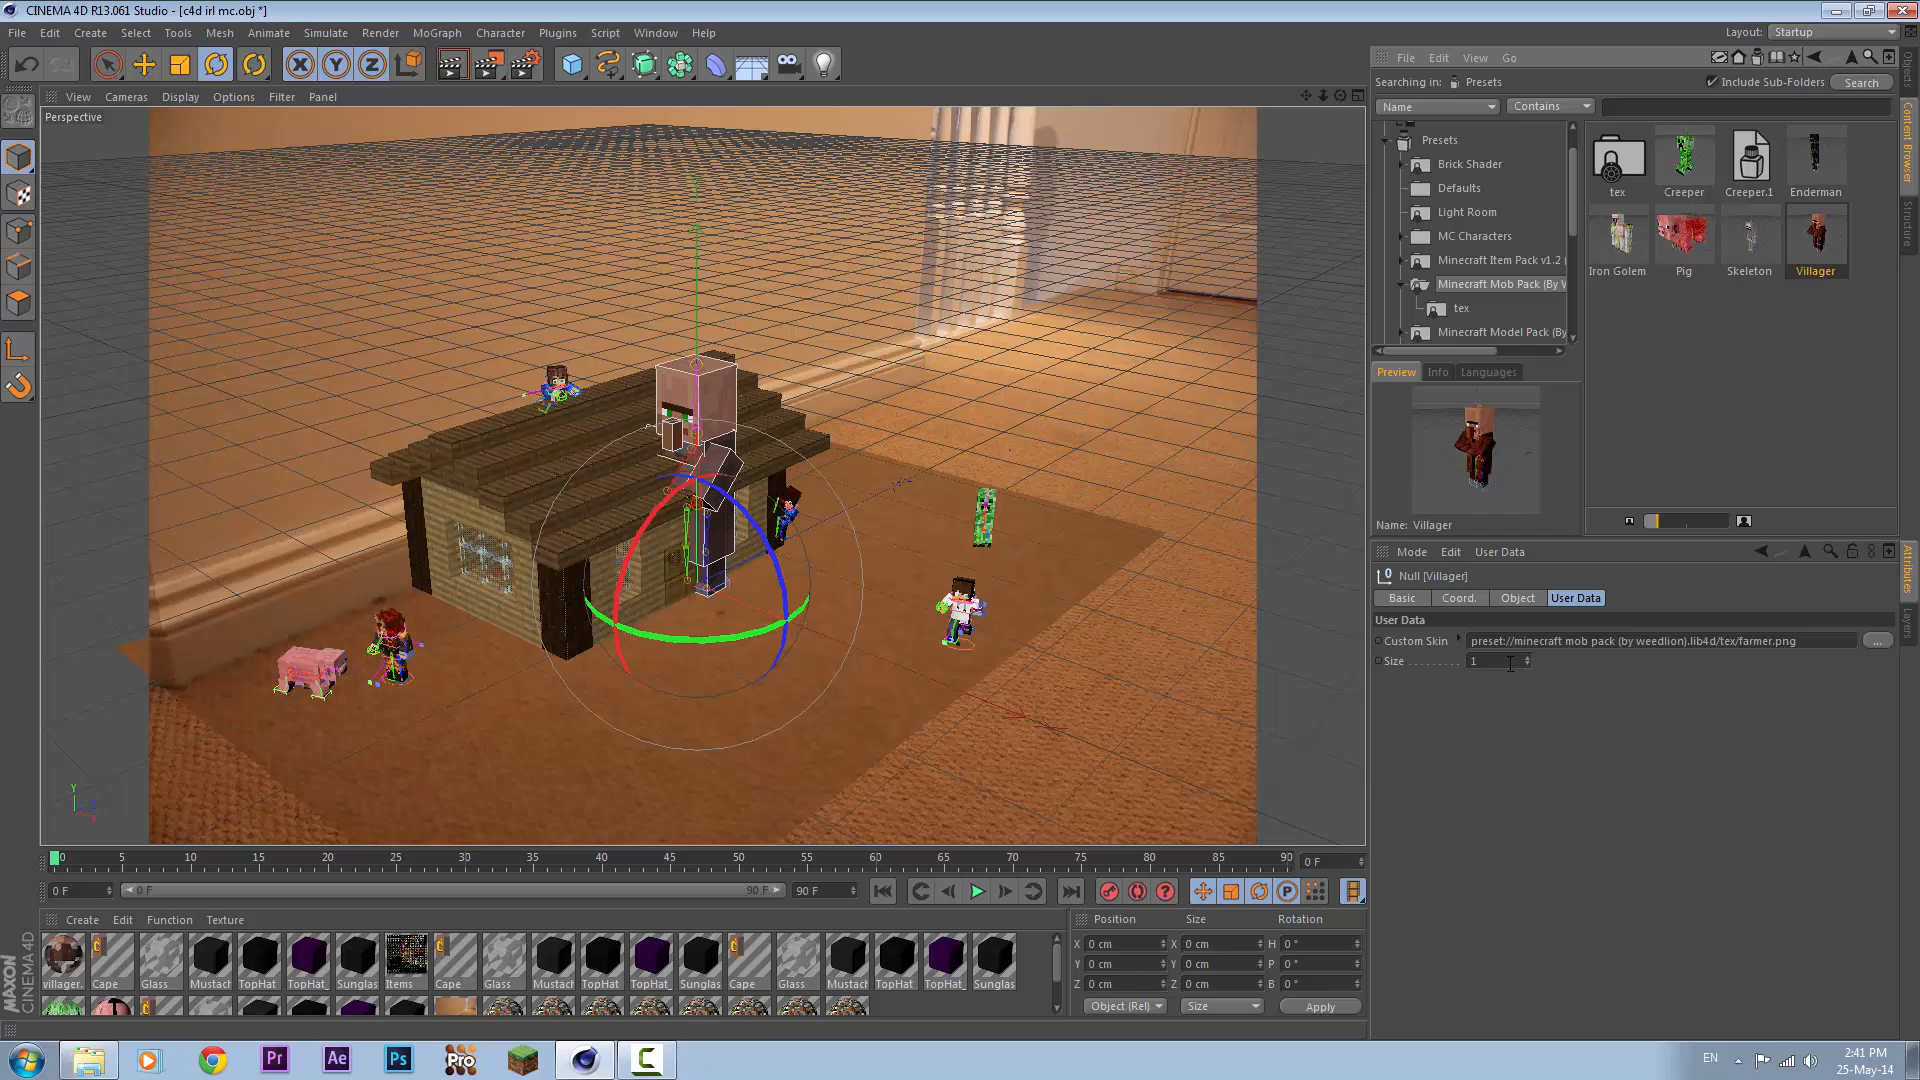 CINEMA 4D R13.061 Studio - [c4d irl mc.obj *]
File Edit Create Select Tools Mesh Animate Simulate Render MoGraph Character Plugins Script Window Help
Layout: Startup
View Cameras Display Options Filter Panel
Perspective
File Edit View Go
Searching in: Presets
Include Sub-Folders Search
Name Contains
Presets
Brick Shader
Defaults
Light Room
MC Characters
Minecraft Item Pack v1.2 (
Minecraft Mob Pack (By V
tex
Minecraft Model Pack (By
tex Creeper Creeper.1 Enderman
Iron Golem Pig Skeleton Villager
Objects
Content Browser
Structure
Preview Info Languages
Name: Villager
Attributes
Layers
Mode Edit User Data
Null [Villager]
Basic Coord. Object User Data
User Data
Custom Skin preset://minecraft mob pack (by weedlion).lib4d/tex/farmer.png ...
Size . . . . . . . . . 1
Y
0 5 10 15 20 25 30 35 40 45 50 55 60 65 70 75 80 85 90
0 F
0 F 0 F 90 F 90 F
Create Edit Function Texture
villager. Cape Glass Mustach TopHat TopHat_ Sunglas Items Cape Glass Mustach TopHat TopHat_ Sunglas Cape Glass Mustach TopHat TopHat_ Sunglas
Position Size Rotation
X 0 cm X 0 cm H 0 °
Y 0 cm Y 0 cm P 0 °
Z 0 cm Z 0 cm B 0 °
Object (Rel) Size Apply
MAXON
CINEMA 4D
Pr Ae Ps Pro C
EN
2:41 PM
25-May-14